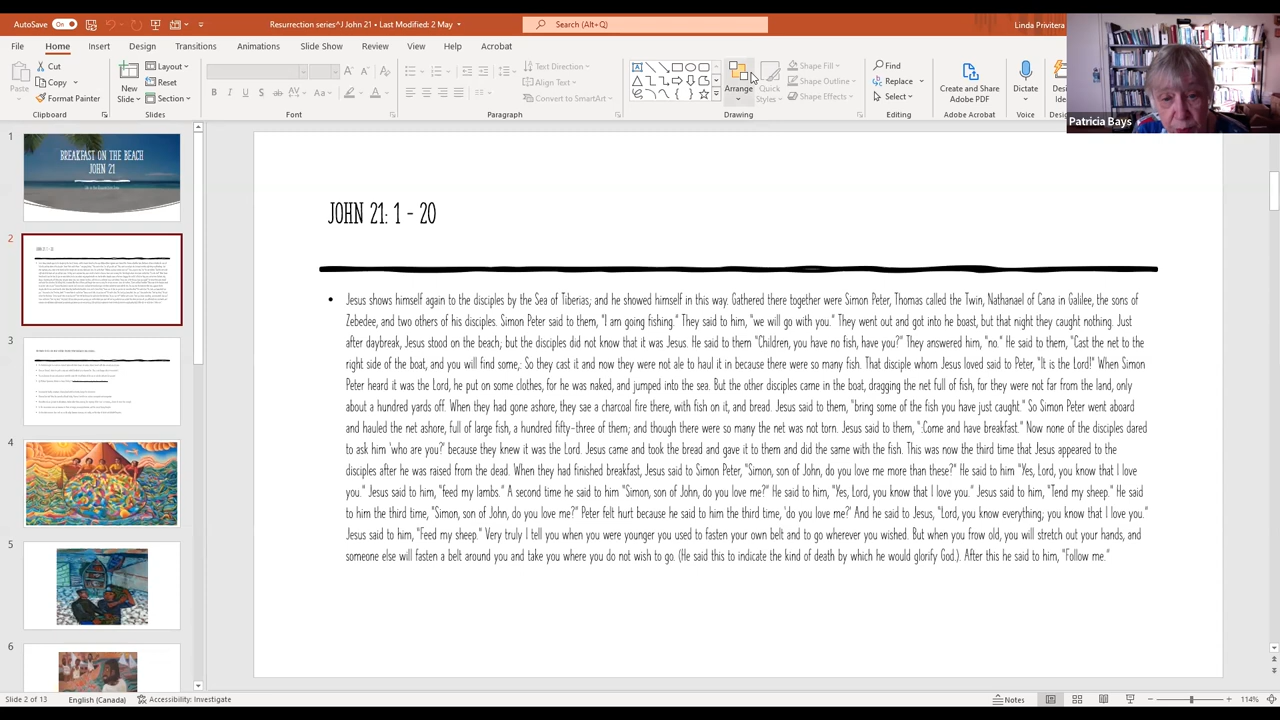 AutoSave On
Resurrection series^J John 21 • Last Modified: 2 May
Search (Alt+Q)
Linda Privitera
File Home Insert Design Transitions Animations Slide Show Review View Help Acrobat
Paste
Cut
Copy
Format Painter
Clipboard
New Slide
Layout
Reset
Section
Slides
Font
Text Direction
Align Text
Convert to SmartArt
Paragraph
Arrange
Quick Styles
Shape Fill
Shape Outline
Shape Effects
Drawing
Find
Replace
Select
Editing
Create and Share Adobe PDF
Adobe Acrobat
Dictate
Voice
Patricia Bays
1
BREAKFAST ON THE BEACH
JOHN 21
2
3
4
5
6
JOHN 21: 1 - 20
• Jesus shows himself again to the disciples by the Sea of Tiberias; and he showed himself in this way. Gathered there together were Simon Peter, Thomas called the Twin, Nathanael of Cana in Galilee, the sons of
Zebedee, and two others of his disciples. Simon Peter said to them, "I am going fishing." They said to him, "we will go with you." They went out and got into he boast, but that night they caught nothing. Just
after daybreak, Jesus stood on the beach; but the disciples did not know that it was Jesus. He said to them "Children, you have no fish, have you?" They answered him, "no." He said to them, "Cast the net to the
right side of the boat, and you will find some." So they cast it and now they were not ale to haul it in because there were so many fish. That disciple whom Jesus loved said to Peter, "It is the Lord!" When Simon
Peter heard it was the Lord, he put on some clothes, for he was naked, and jumped into the sea. But the other disciples came in the boat, dragging the net full of fish, for they were not far from the land, only
about a hundred yards off. When they had gone ashore, they sae a charcoal fire there, with fish on it, and bread. Jesus said to them, "bring some of the fish you have just caught." So Simon Peter went aboard
and hauled the net ashore, full of large fish, a hundred fifty-three of them; and though there were so many the net was not torn. Jesus said to them, ".Come and have breakfast." Now none of the disciples dared
to ask him 'who are you?' because they knew it was the Lord. Jesus came and took the bread and gave it to them and did the same with the fish. This was now the third time that Jesus appeared to the
disciples after he was raised from the dead. When they had finished breakfast, Jesus said to Simon Peter, "Simon, son of John, do you love me more than these?" He said to him "Yes, Lord, you know that I love
you." Jesus said to him, "feed my lambs." A second time he said to him "Simon, son of John, do you love me?" He said to him, "Yes, Lord, you know that I love you." Jesus said to him, "Tend my sheep." He said
to him the third time, "Simon, son of John, do you love me?" Peter felt hurt because he said to him the third time, 'do you love me?' And he said to Jesus, "Lord, you know everything; you know that I love you."
Jesus said to him, "Feed my sheep." Very truly I tell you when you were younger you used to fasten your own belt and to go wherever you wished. But when you frow old, you will stretch out your hands, and
someone else will fasten a belt around you and take you where you do not wish to go. (He said this to indicate the kind of death by which he would glorify God.). After this he said to him, "Follow me."
Slide 2 of 13 English (Canada) Accessibility: Investigate
Notes
114%